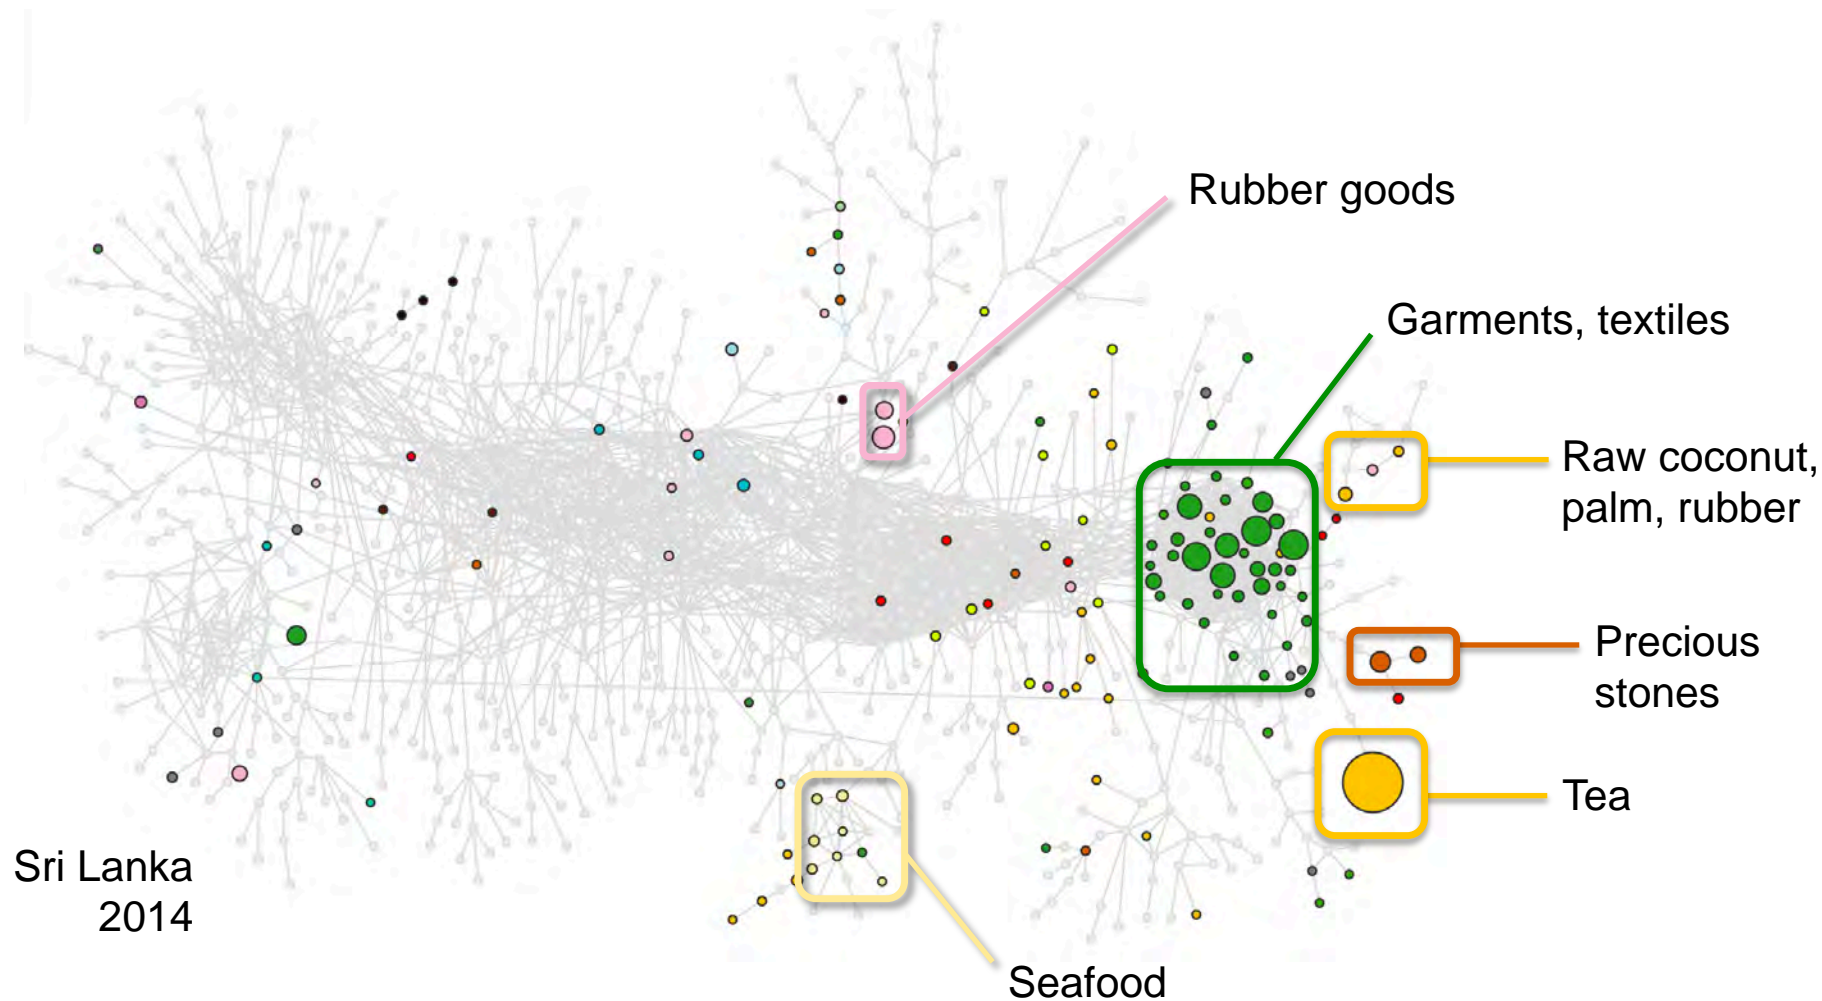 Rubber goods
Garments, textiles
Raw coconut,
palm, rubber
Precious
stones
Tea
Sri Lanka
2014
Seafood